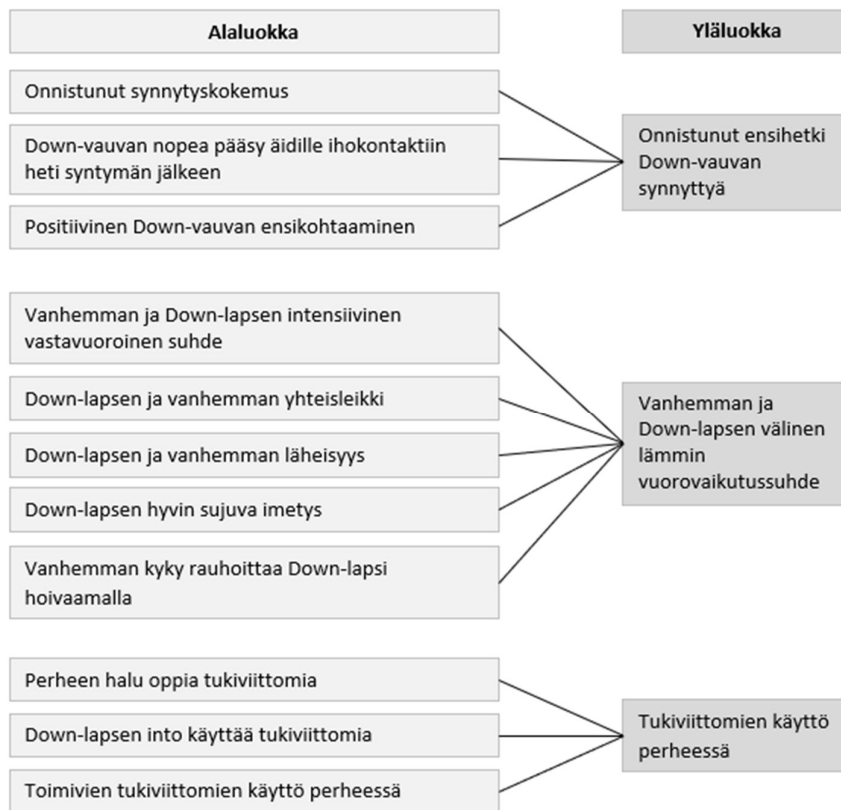 Alaluokka
Yläluokka
Onnistunut synnytyskokemus
Down-vauvan nopea pääsy äidille ihokontaktiin
heti syntymän jälkeen
Positiivinen Down-vauvan ensikohtaaminen
Onnistunut ensihetki
Down-vauvan
synnyttyä
Vanhemman ja Down-lapsen intensiivinen
vastavuoroinen suhde
Down-lapsen ja vanhemman yhteisleikki
Down-lapsen ja vanhemman läheisyys
Down-lapsen hyvin sujuva imetys
Vanhemman kyky rauhoittaa Down-lapsi
hoivaamalla
Vanhemman ja
Down-lapsen välinen
lämmin
vuorovaikutussuhde
Perheen halu oppia tukiviittomia
Down-lapsen into käyttää tukiviittomia
Toimivien tukiviittomien käyttö perheessä
Tukiviittomien käyttö
perheessä